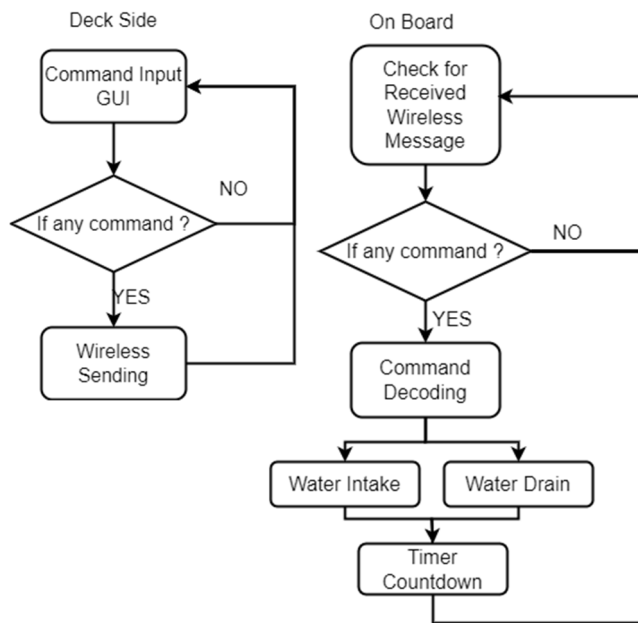 Deck Side
Command Input
GUI
If any command ?
NO
YES
Wireless
Sending
On Board
Check for
Received
Wireless
Message
If any command ?
NO
YES
Command
Decoding
Water Intake
Water Drain
Timer
Countdown